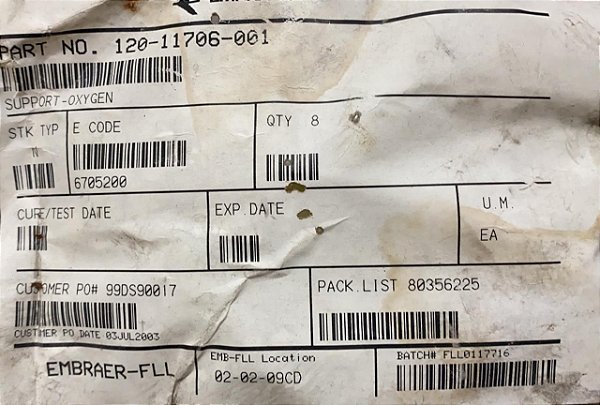 PART NO. 120-11706-001
SUPPORT-OXYGEN
STK TYP
N
E CODE
6705200
QTY 8
CURE/TEST DATE
EXP.DATE
U.M.
EA
CUSTOMER PO# 99DS90017
CUSTMER PO DATE 03JUL2003
PACK.LIST 80356225
EMBRAER-FLL
EMB-FLL Location
02-02-09CD
BATCH# FLL0117716